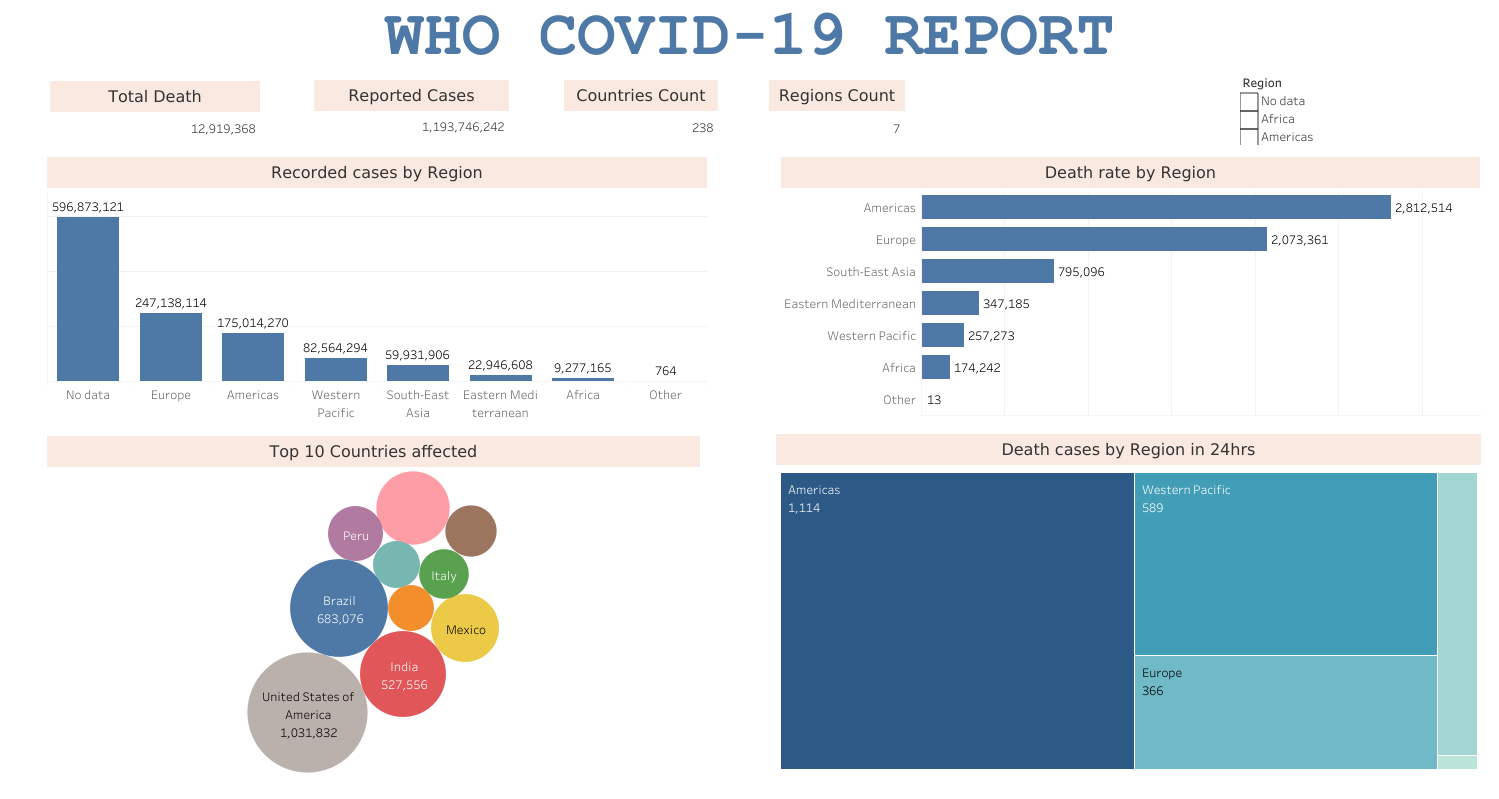 WHO COVID-19 REPORT
Total Death
12,919,368
Reported Cases
1,193,746,242
Countries Count
238
Regions Count
7
Region
No data
Africa
Americas
Recorded cases by Region
596,873,121
247,138,114
175,014,270
82,564,294
59,931,906
22,946,608
9,277,165
764
No data
Europe
Americas
Western
Pacific
South-East
Asia
Eastern Medi
terranean
Africa
Other
Death rate by Region
Americas
2,812,514
Europe
2,073,361
South-East Asia
795,096
Eastern Mediterranean
347,185
Western Pacific
257,273
Africa
174,242
Other
13
Top 10 Countries affected
Peru
Italy
Brazil
683,076
Mexico
India
527,556
United States of
America
1,031,832
Death cases by Region in 24hrs
Americas
1,114
Western Pacific
589
Europe
366